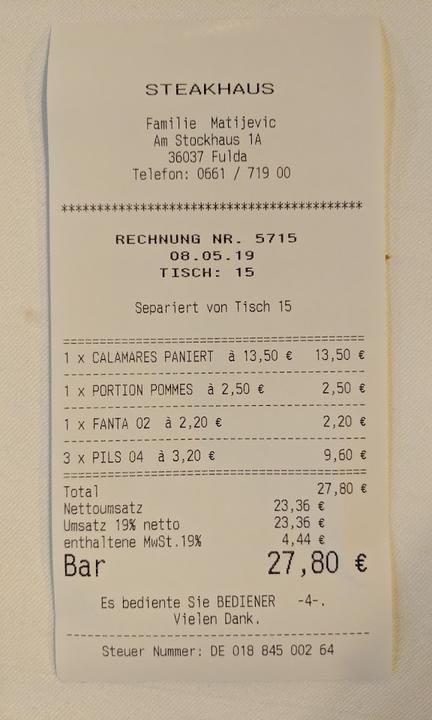 STEAKHAUS
Familie Matijevic
Am Stockhaus 1A
36037 Fulda
Telefon: 0661 / 719 00
******************************************
RECHNUNG NR. 5715
08.05.19
TISCH: 15
Separiert von Tisch 15
==========================================
1 x CALAMARES PANIERT à 13,50 € 13,50 €
------------------------------------------
1 x PORTION POMMES à 2,50 € 2,50 €
------------------------------------------
1 x FANTA 02 à 2,20 € 2,20 €
------------------------------------------
3 x PILS 04 à 3,20 € 9,60 €
==========================================
Total 27,80 €
Nettoumsatz 23,36 €
Umsatz 19% netto 23,36 €
enthaltene MwSt.19% 4,44 €
Bar 27,80 €
Es bediente Sie BEDIENER -4-.
Vielen Dank.
------------------------------------------
Steuer Nummer: DE 018 845 002 64